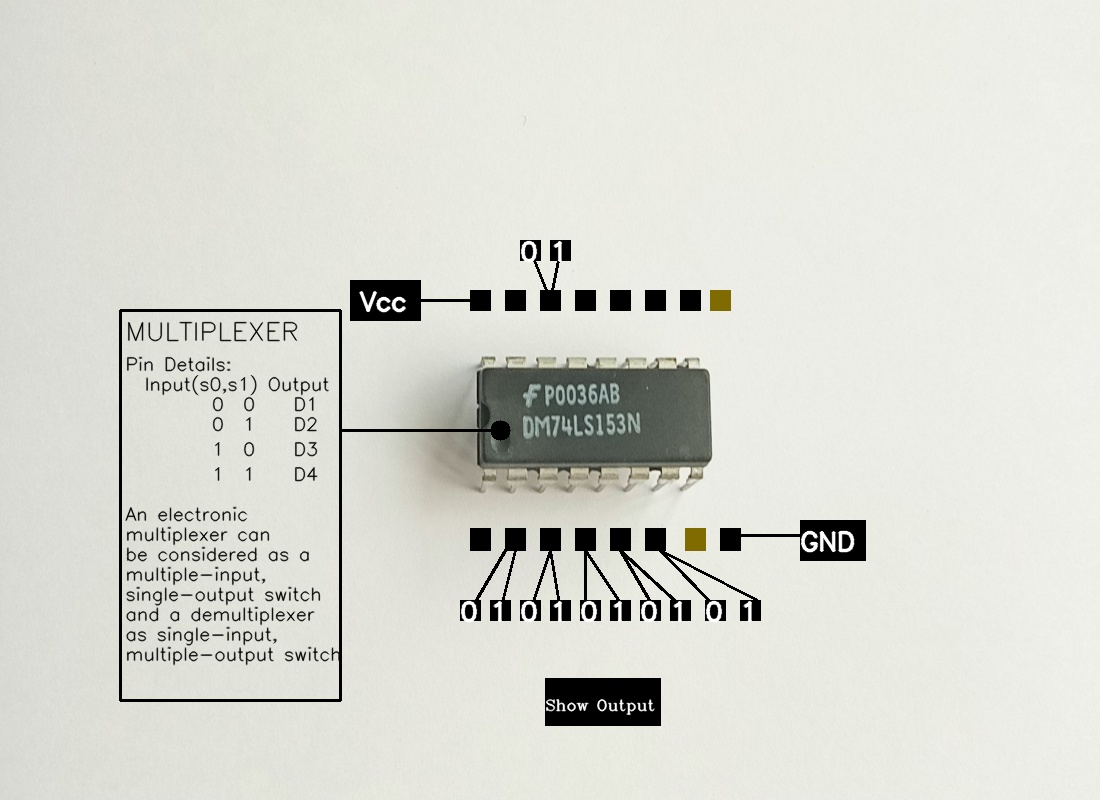 0 1
Vcc
MULTIPLEXER
Pin Details:
Input(s0,s1) Output
0 0 D1
0 1 D2
1 0 D3
1 1 D4
An electronic
multiplexer can
be considered as a
multiple-input,
single-output switch
and a demultiplexer
as single-input,
multiple-output switch
P0036AB
DM74LS153N
GND
0 1 0 1 0 1 0 1 0 1
Show Output